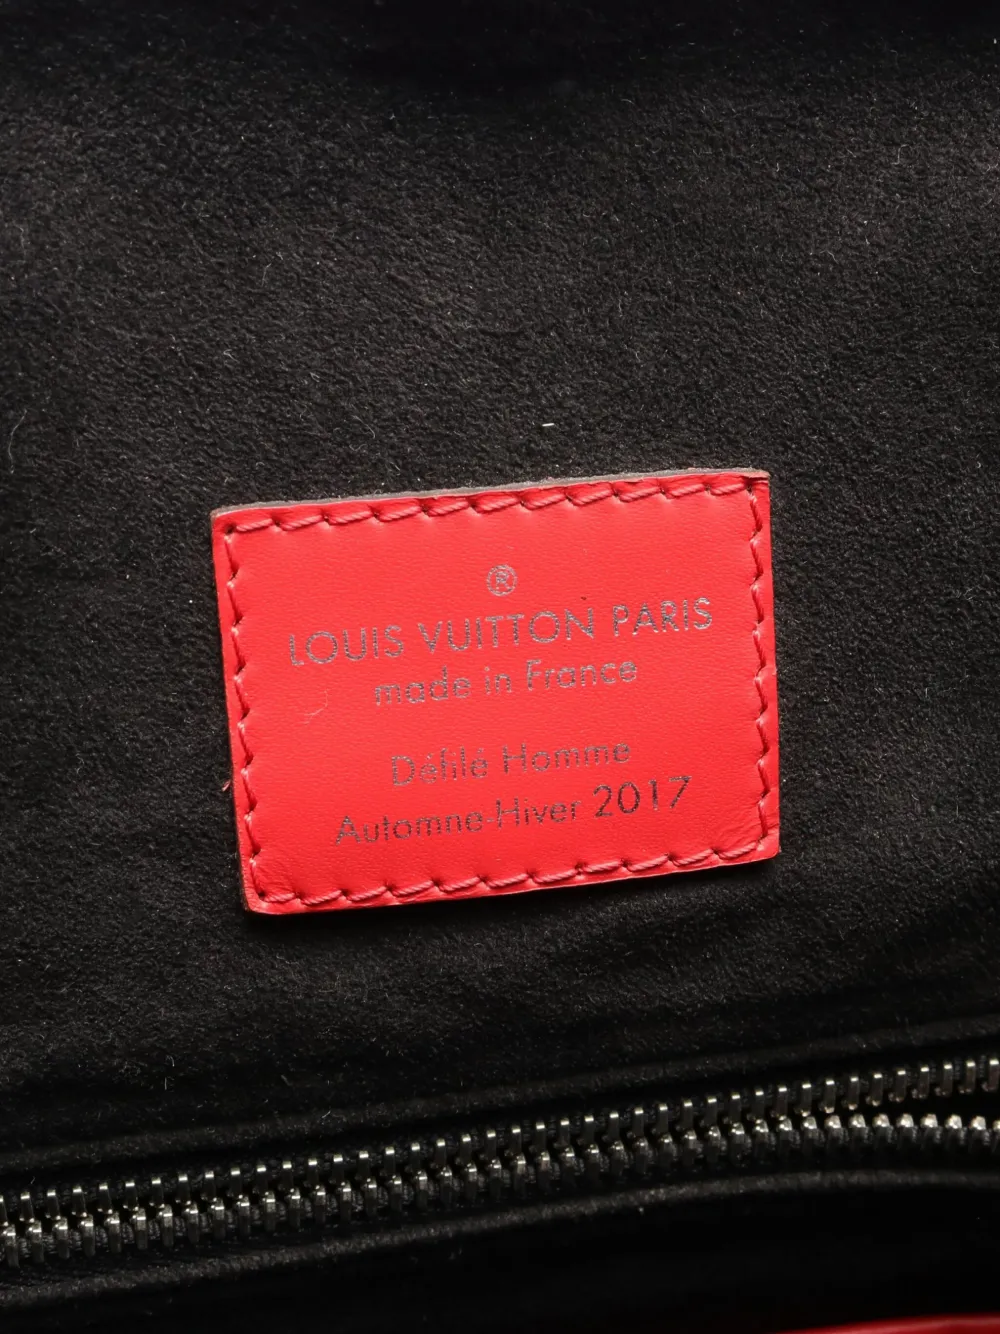 ®
LOUIS VUITTON PARIS
made in France
Défilé Homme
Automne-Hiver 2017